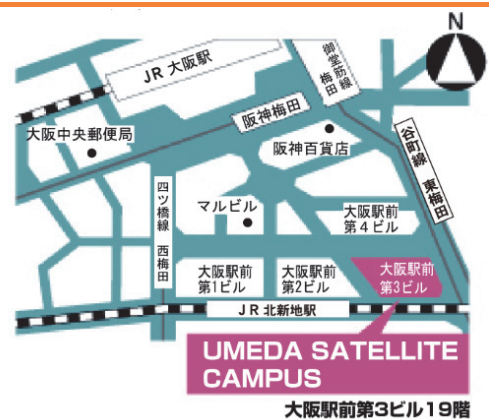 N
JR 大阪駅
御堂筋線 梅田
阪神梅田
大阪中央郵便局
阪神百貨店
谷町線 東梅田
四ツ橋線 西梅田
マルビル
大阪駅前
第4ビル
大阪駅前
第1ビル
大阪駅前
第2ビル
大阪駅前
第3ビル
JR北新地駅
UMEDA SATELLITE
CAMPUS
大阪駅前第3ビル19階